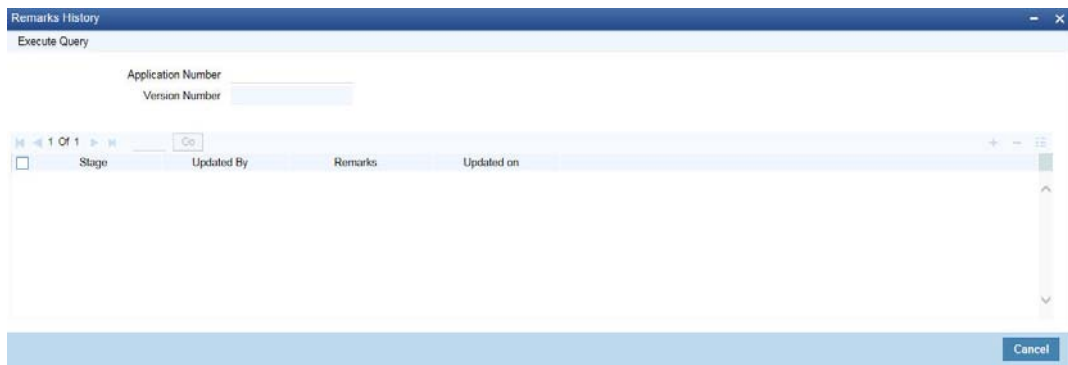 Remarks History
Execute Query
Application Number
Version Number
1 Of 1 Go
Stage Updated By Remarks Updated on
Cancel